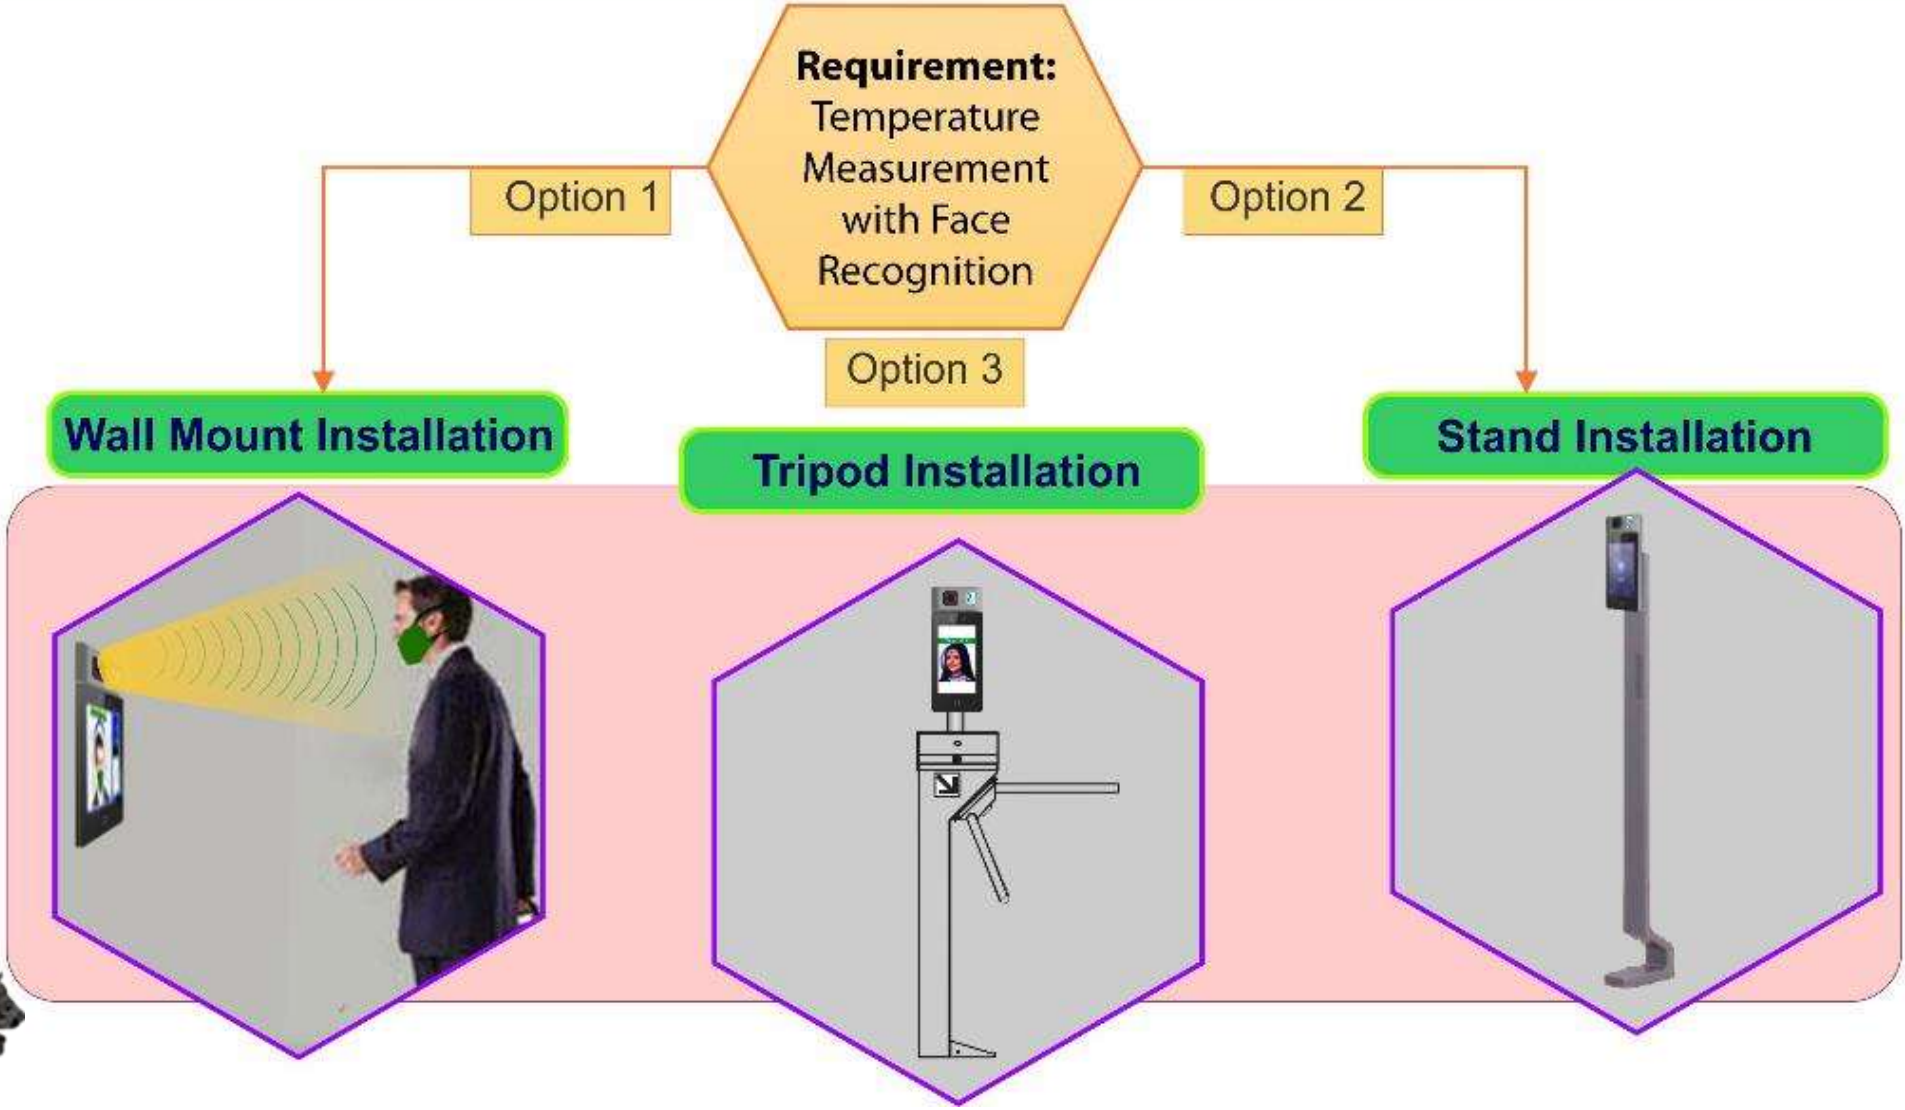 Requirement:
Temperature
Measurement
with Face
Recognition
Option 1
Option 2
Option 3
Wall Mount Installation
Tripod Installation
Stand Installation